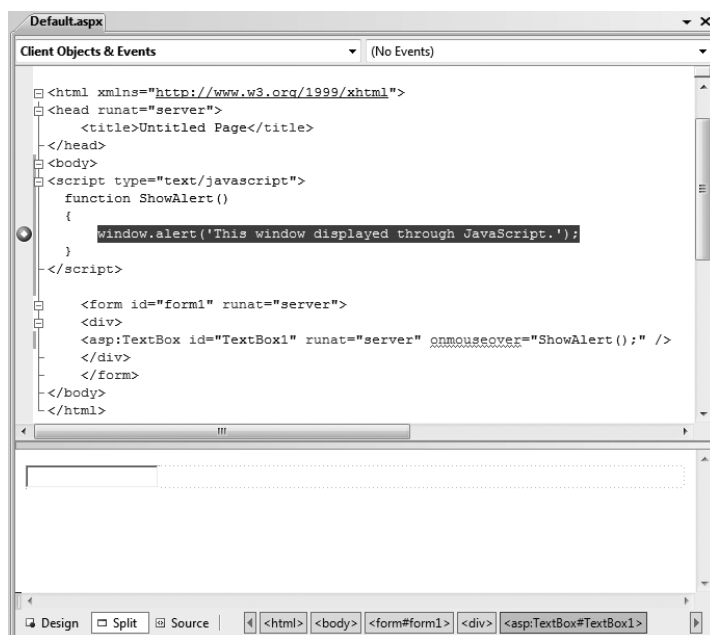 Default.aspx
Client Objects & Events
(No Events)
<html xmlns="http://www.w3.org/1999/xhtml">
<head runat="server">
<title>Untitled Page</title>
</head>
<body>
<script type="text/javascript">
function ShowAlert()
{
window.alert('This window displayed through JavaScript.');
}
</script>
<form id="form1" runat="server">
<div>
<asp:TextBox id="TextBox1" runat="server" onmouseover="ShowAlert();" />
</div>
</form>
</body>
</html>
Design Split Source <html> <body> <form#form1> <div> <asp:TextBox#TextBox1>